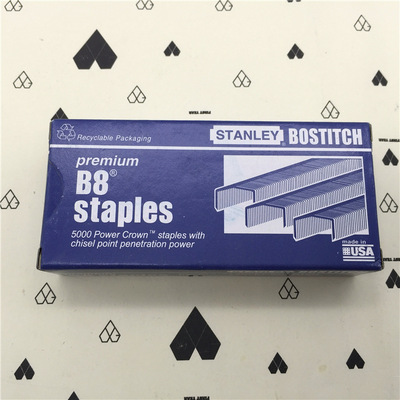 Recyclable Packaging
STANLEY BOSTITCH
premium
B8®
staples
5000 Power Crown™ staples with
chisel point penetration power
made in
USA